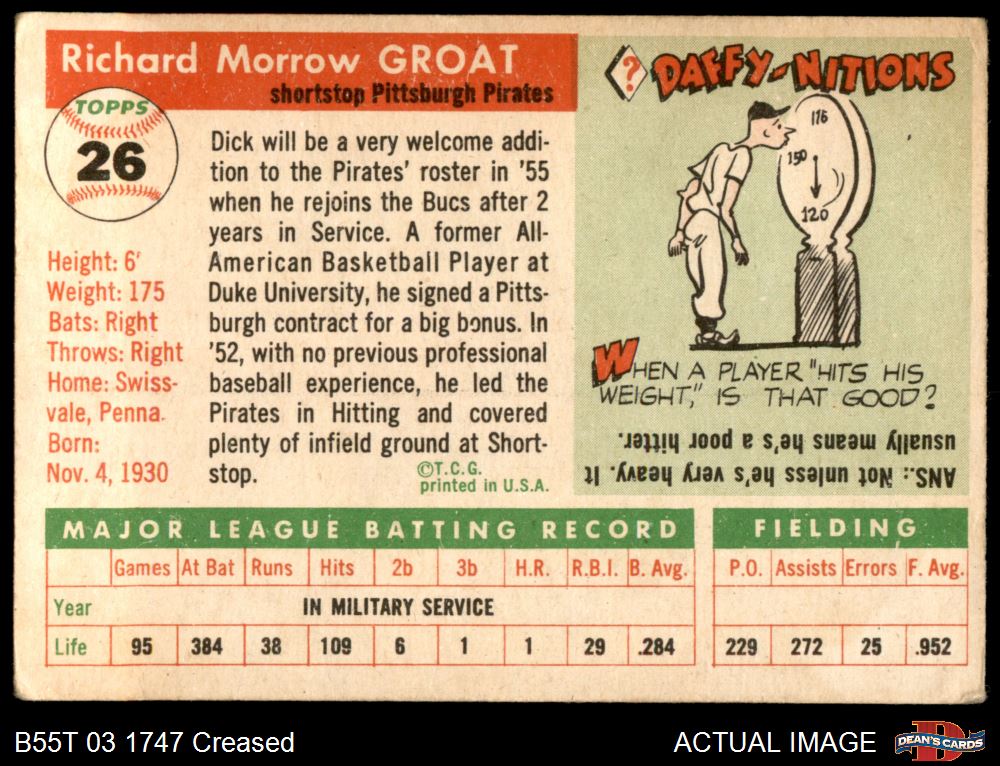 Richard Morrow GROAT
shortstop Pittsburgh Pirates
TOPPS
26
Height: 6'
Weight: 175
Bats: Right
Throws: Right
Home: Swiss-
vale, Penna.
Born:
Nov. 4, 1930
Dick will be a very welcome addi-
tion to the Pirates' roster in '55
when he rejoins the Bucs after 2
years in Service. A former All-
American Basketball Player at
Duke University, he signed a Pitts-
burgh contract for a big bonus. In
'52, with no previous professional
baseball experience, he led the
Pirates in Hitting and covered
plenty of infield ground at Short-
stop.
©T.C.G.
printed in U.S.A.
? DAFFY-NITIONS
176
150
120
WHEN A PLAYER "HITS HIS
WEIGHT," IS THAT GOOD?
ANS.: Not unless he's very heavy. It
usually means he's a poor hitter.
MAJOR LEAGUE BATTING RECORD
Games At Bat Runs Hits 2b 3b H.R. R.B.I. B. Avg.
Year IN MILITARY SERVICE
Life 95 384 38 109 6 1 1 29 .284
FIELDING
P.O. Assists Errors F. Avg.
229 272 25 .952
B55T 03 1747 Creased
ACTUAL IMAGE
DEAN'S CARDS